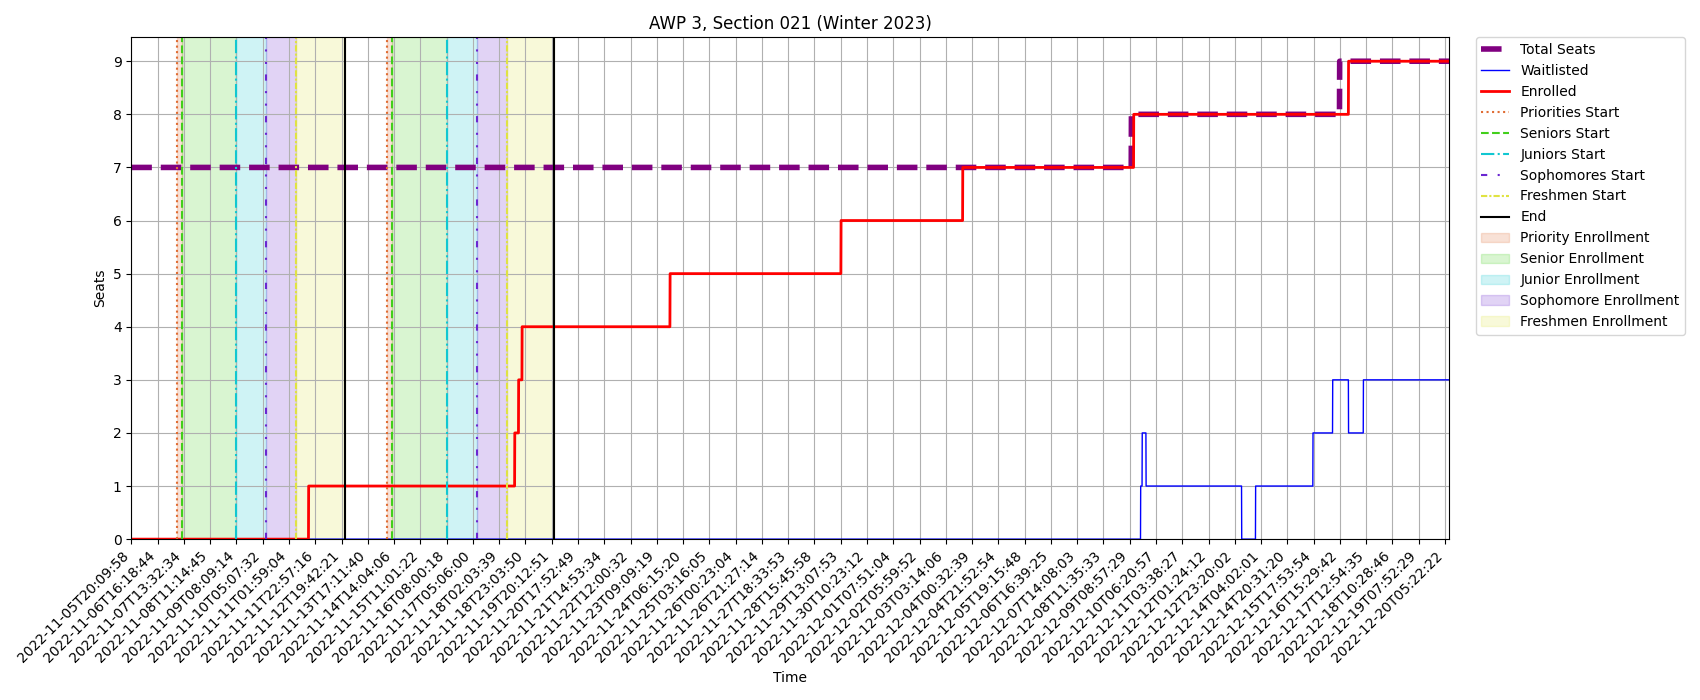 AWP 3, Section 021 (Winter 2023)
Total Seats
Waitlisted
Enrolled
Priorities Start
Seniors Start
Juniors Start
Sophomores Start
Freshmen Start
End
Priority Enrollment
Senior Enrollment
Junior Enrollment
Sophomore Enrollment
Freshmen Enrollment
Seats
9
8
7
6
5
4
3
2
1
0
2022-11-05T20:09:58
2022-11-06T16:18:44
2022-11-07T13:32:34
2022-11-08T11:14:45
2022-11-09T08:09:14
2022-11-10T05:07:32
2022-11-11T01:59:04
2022-11-11T22:57:16
2022-11-12T19:42:21
2022-11-13T17:11:40
2022-11-14T14:04:06
2022-11-15T11:01:22
2022-11-16T08:00:18
2022-11-17T05:06:00
2022-11-18T02:03:39
2022-11-18T23:03:50
2022-11-19T20:12:51
2022-11-20T17:52:49
2022-11-21T14:53:34
2022-11-22T12:00:32
2022-11-23T09:09:19
2022-11-24T06:15:20
2022-11-25T03:16:05
2022-11-26T00:23:04
2022-11-26T21:27:14
2022-11-27T18:33:53
2022-11-28T15:45:58
2022-11-29T13:07:53
2022-11-30T10:23:12
2022-12-01T07:51:04
2022-12-02T05:59:52
2022-12-03T03:14:06
2022-12-04T00:32:39
2022-12-04T21:52:54
2022-12-05T19:15:48
2022-12-06T16:39:25
2022-12-07T14:08:03
2022-12-08T11:35:33
2022-12-09T08:57:29
2022-12-10T06:20:57
2022-12-11T03:38:27
2022-12-12T01:24:12
2022-12-12T23:20:02
2022-12-14T04:02:01
2022-12-14T20:31:20
2022-12-15T17:53:54
2022-12-16T15:29:42
2022-12-17T12:54:35
2022-12-18T10:28:46
2022-12-19T07:52:29
2022-12-20T05:22:22
Time